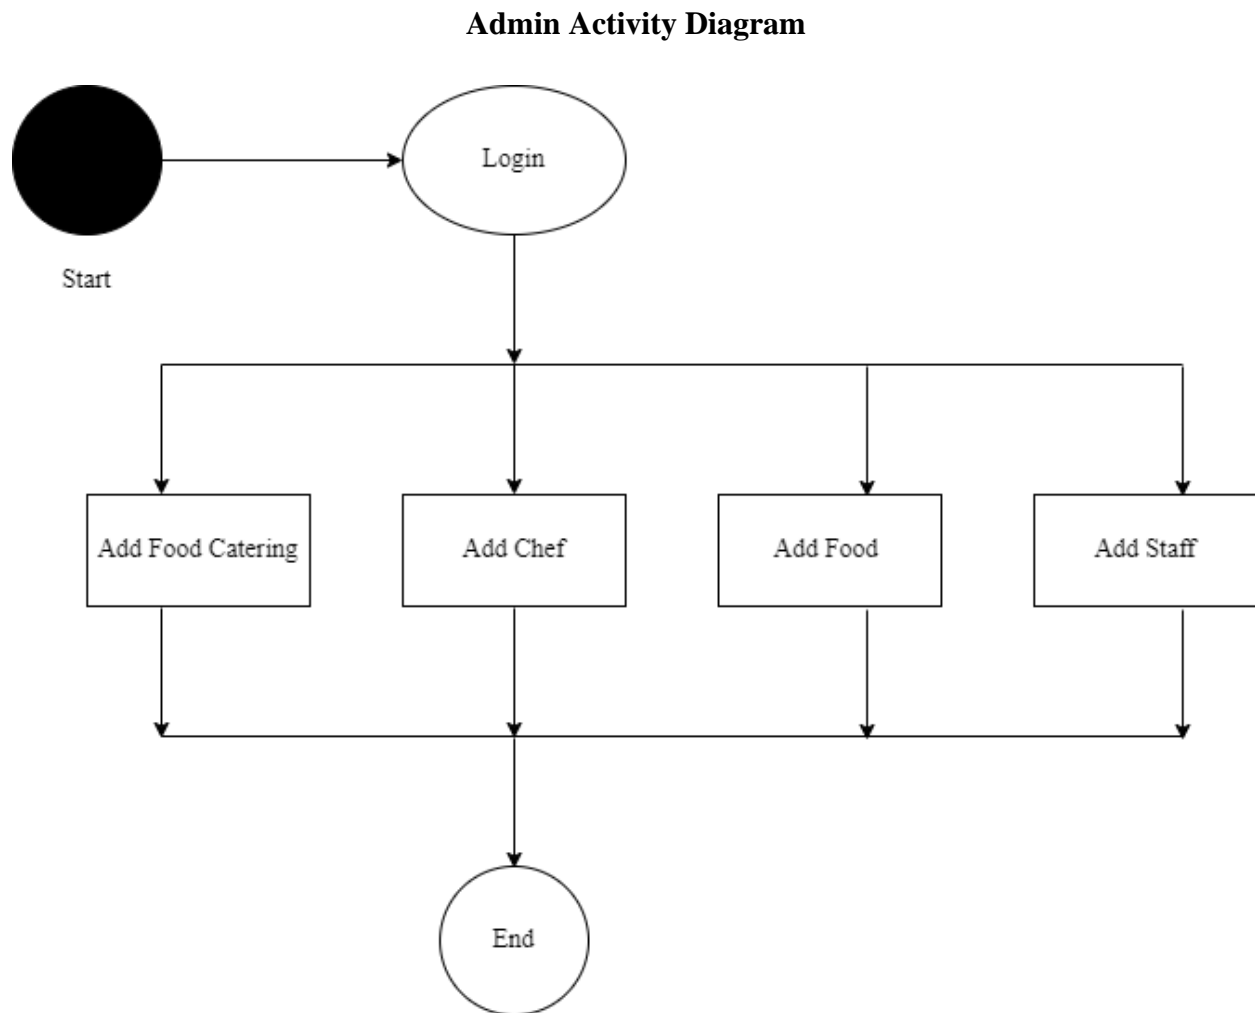 Admin Activity Diagram
Login
Start
Add Food Catering
Add Chef
Add Food
Add Staff
End